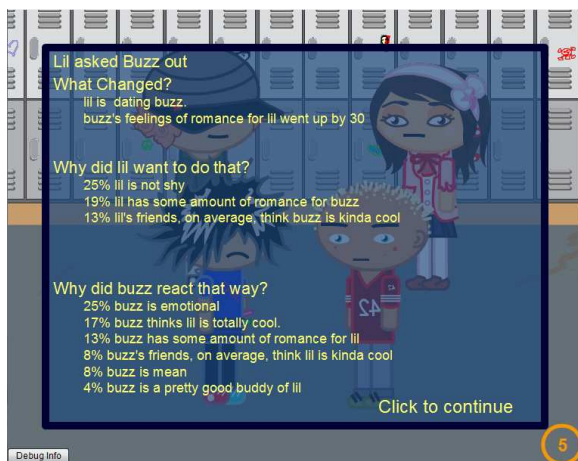 Lil asked Buzz out
What Changed?
lil is dating buzz.
buzz's feelings of romance for lil went up by 30
Why did lil want to do that?
25% lil is not shy
19% lil has some amount of romance for buzz
13% lil's friends, on average, think buzz is kinda cool
Why did buzz react that way?
25% buzz is emotional
17% buzz thinks lil is totally cool.
13% buzz has some amount of romance for lil
8% buzz's friends, on average, think lil is kinda cool
8% buzz is mean
4% buzz is a pretty good buddy of lil
42
Click to continue
5
Debug Info